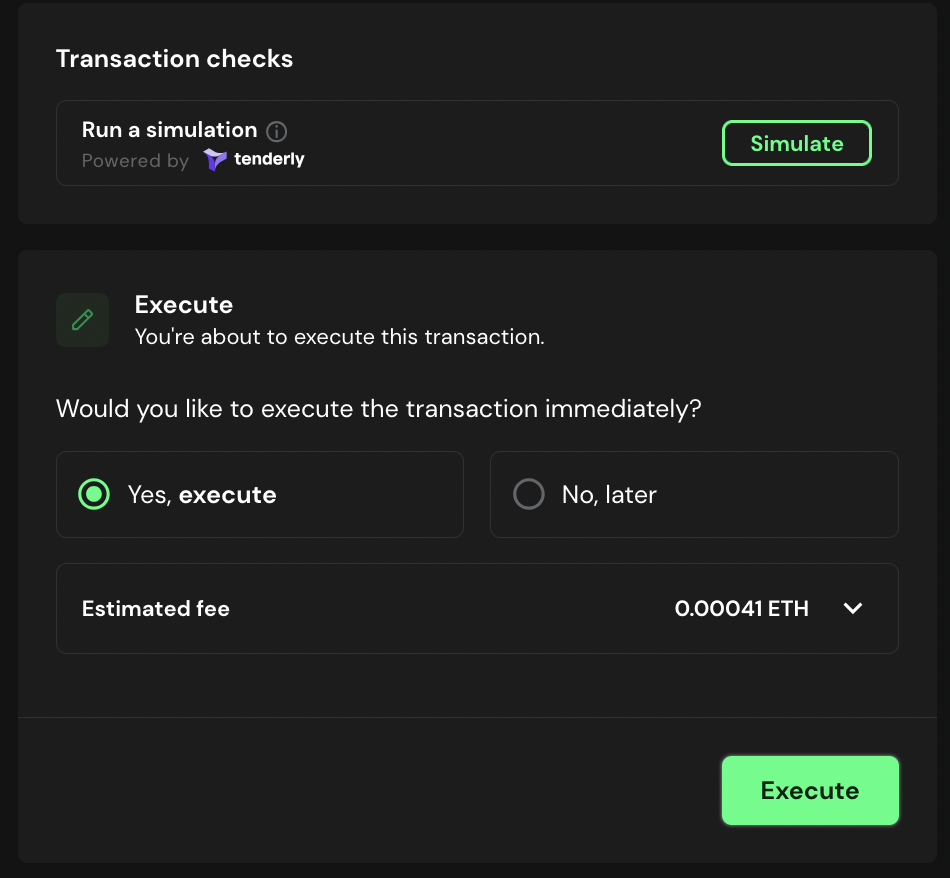 Transaction checks
Run a simulation
Powered by tenderly
Simulate
Execute
You're about to execute this transaction.
Would you like to execute the transaction immediately?
Yes, execute
No, later
Estimated fee
0.00041 ETH
Execute